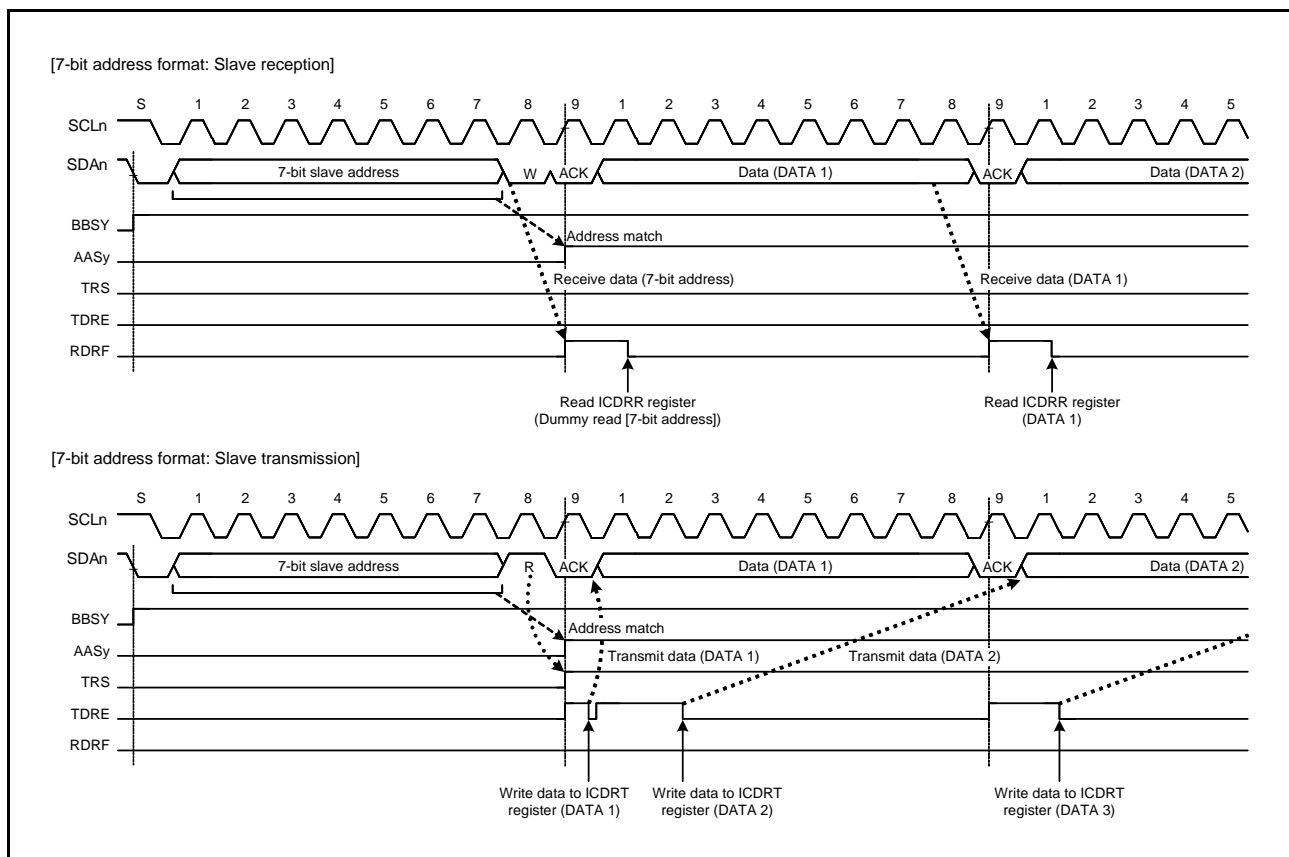 [7-bit address format: Slave reception]
S 1 2 3 4 5 6 7 8 9 1 2 3 4 5 6 7 8 9 1 2 3 4 5
SCLn
SDAn 7-bit slave address W ACK Data (DATA 1) ACK Data (DATA 2)
BBSY
Address match
AASy
Receive data (7-bit address) Receive data (DATA 1)
TRS
TDRE
RDRF
Read ICDRR register Read ICDRR register
(Dummy read [7-bit address]) (DATA 1)
[7-bit address format: Slave transmission]
S 1 2 3 4 5 6 7 8 9 1 2 3 4 5 6 7 8 9 1 2 3 4 5
SCLn
SDAn 7-bit slave address R ACK Data (DATA 1) ACK Data (DATA 2)
BBSY
Address match
AASy
Transmit data (DATA 1) Transmit data (DATA 2)
TRS
TDRE
RDRF
Write data to ICDRT Write data to ICDRT Write data to ICDRT
register (DATA 1) register (DATA 2) register (DATA 3)